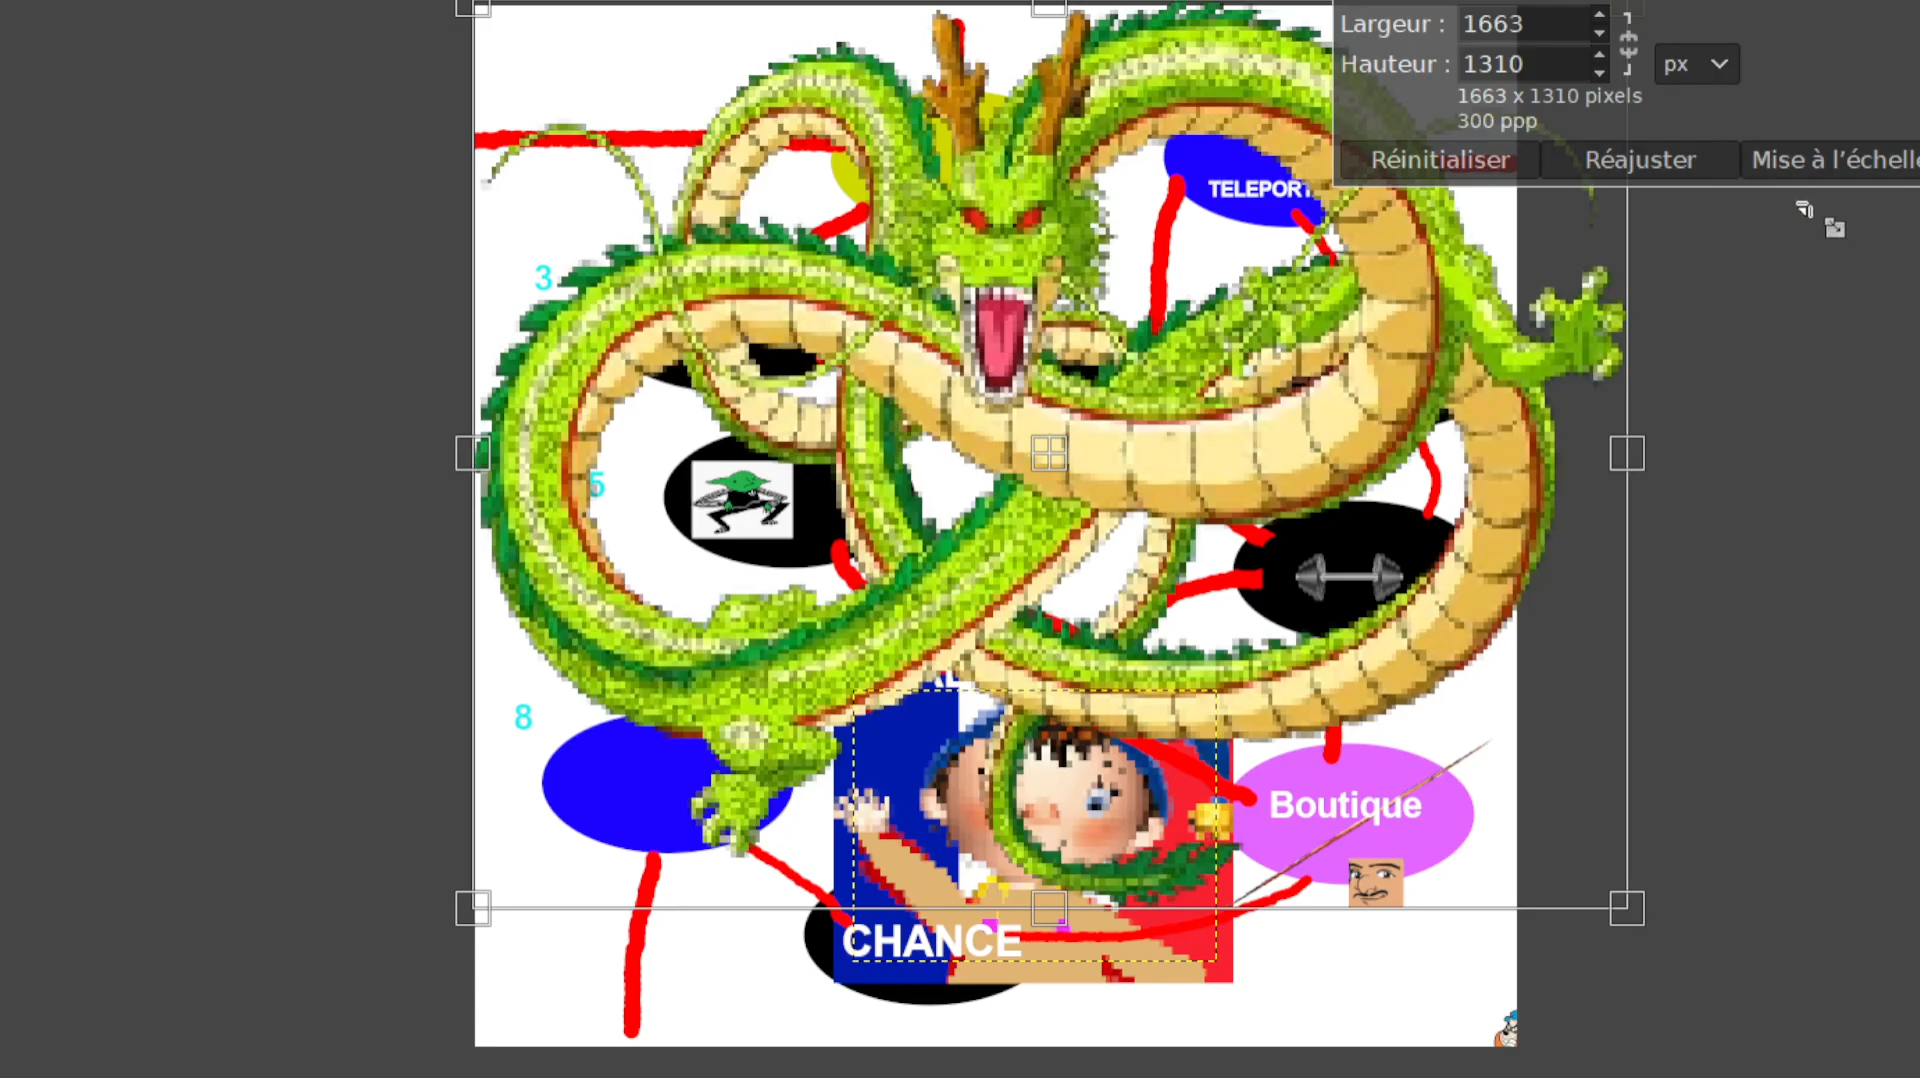 Largeur : 1663
Hauteur : 1310
px
1663 x 1310 pixels
300 ppp
Réinitialiser
Réajuster
Mise à l'échelle
TELEPORT
3
5
8
Boutique
CHANCE